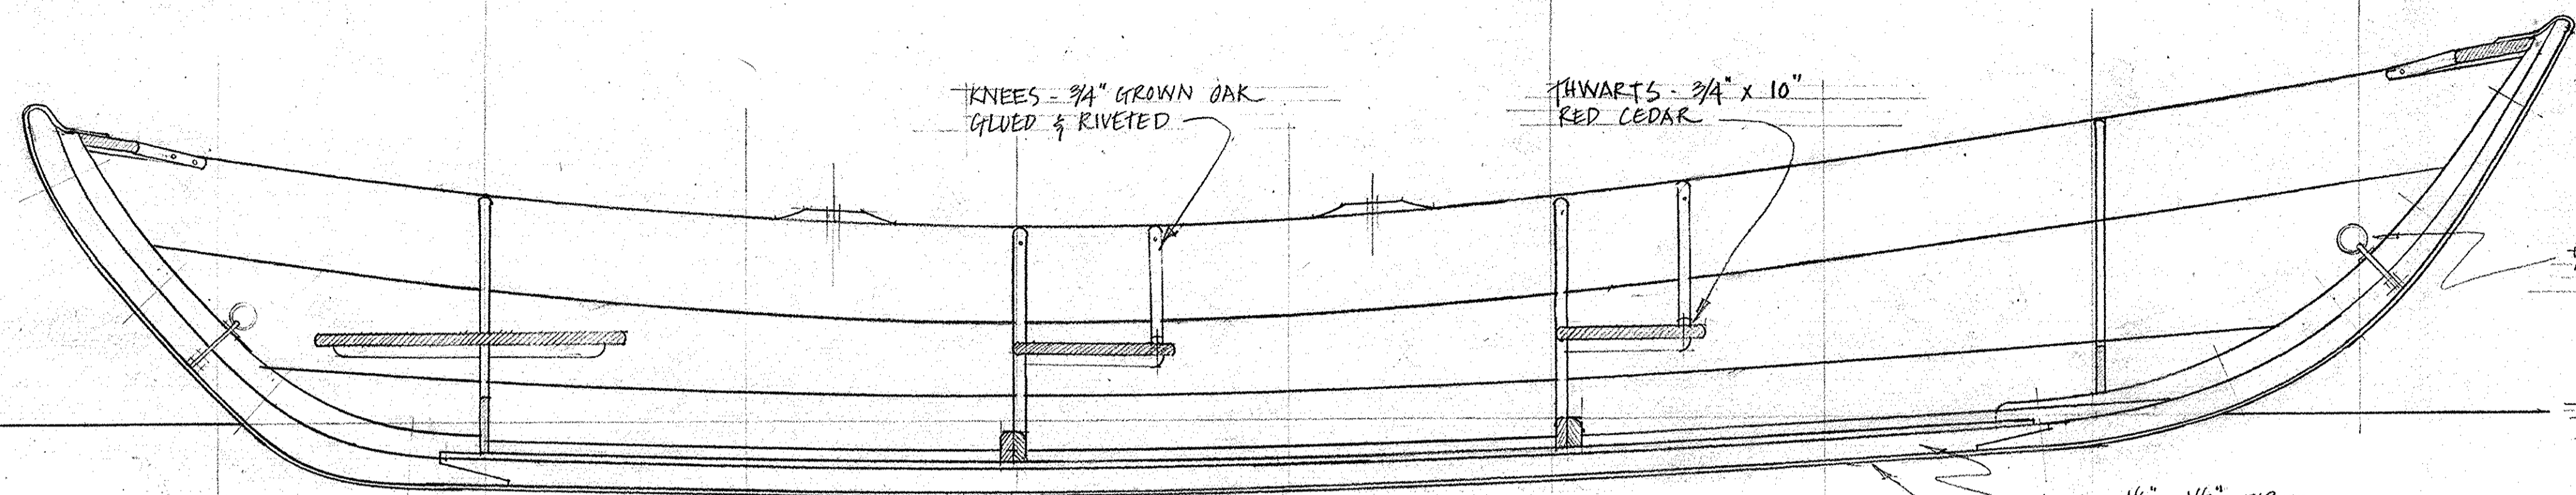 KNEES - 3/4" GROWN OAK
GLUED & RIVETED
THWARTS - 3/4" x 10"
RED CEDAR